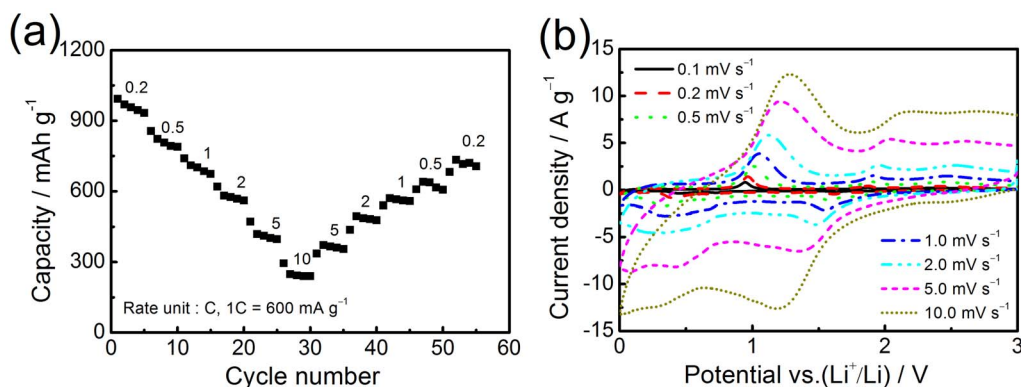 (a)
1200
900
600
300
0
Capacity / mAh g⁻¹
0.2
0.5
1
2
5
10
5
2
1
0.5
0.2
Rate unit : C, 1C = 600 mA g⁻¹
0 10 20 30 40 50 60
Cycle number
(b)
15
10
5
0
-5
-10
-15
Current density / A g⁻¹
0.1 mV s⁻¹
0.2 mV s⁻¹
0.5 mV s⁻¹
1.0 mV s⁻¹
2.0 mV s⁻¹
5.0 mV s⁻¹
10.0 mV s⁻¹
0 1 2 3
Potential vs.(Li⁺/Li) / V